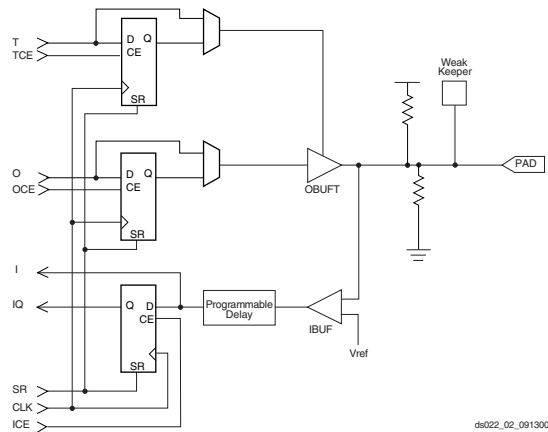 T
TCE
D Q
CE
SR
Weak
Keeper
O
OCE
D Q
CE
SR
OBUFT
PAD
I
IQ
Q D
CE
SR
Programmable
Delay
IBUF
Vref
SR
CLK
ICE
ds022_02_091300